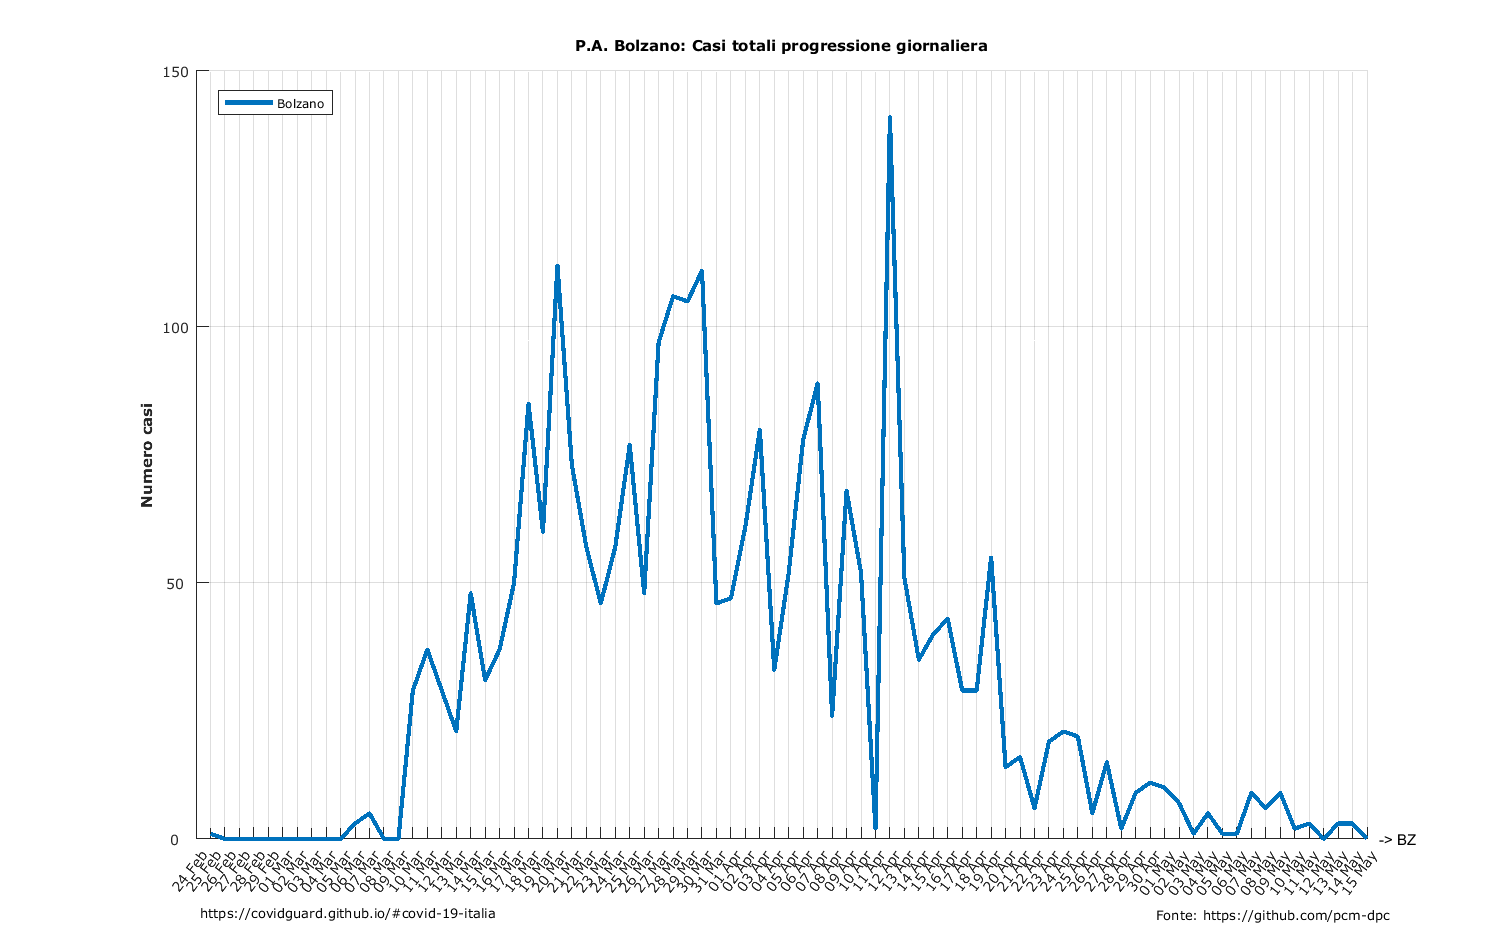 P.A. Bolzano: Casi totali progressione giornaliera
Bolzano
Numero casi
150
100
50
0
24 Feb
25 Feb
26 Feb
27 Feb
28 Feb
29 Feb
01 Mar
02 Mar
03 Mar
04 Mar
05 Mar
06 Mar
07 Mar
08 Mar
09 Mar
10 Mar
11 Mar
12 Mar
13 Mar
14 Mar
15 Mar
16 Mar
17 Mar
18 Mar
19 Mar
20 Mar
21 Mar
22 Mar
23 Mar
24 Mar
25 Mar
26 Mar
27 Mar
28 Mar
29 Mar
30 Mar
31 Mar
01 Apr
02 Apr
03 Apr
04 Apr
05 Apr
06 Apr
07 Apr
08 Apr
09 Apr
10 Apr
11 Apr
12 Apr
13 Apr
14 Apr
15 Apr
16 Apr
17 Apr
18 Apr
19 Apr
20 Apr
21 Apr
22 Apr
23 Apr
24 Apr
25 Apr
26 Apr
27 Apr
28 Apr
29 Apr
30 Apr
01 May
02 May
03 May
04 May
05 May
06 May
07 May
08 May
09 May
10 May
11 May
12 May
13 May
14 May
15 May
-> BZ
https://covidguard.github.io/#covid-19-italia
Fonte: https://github.com/pcm-dpc